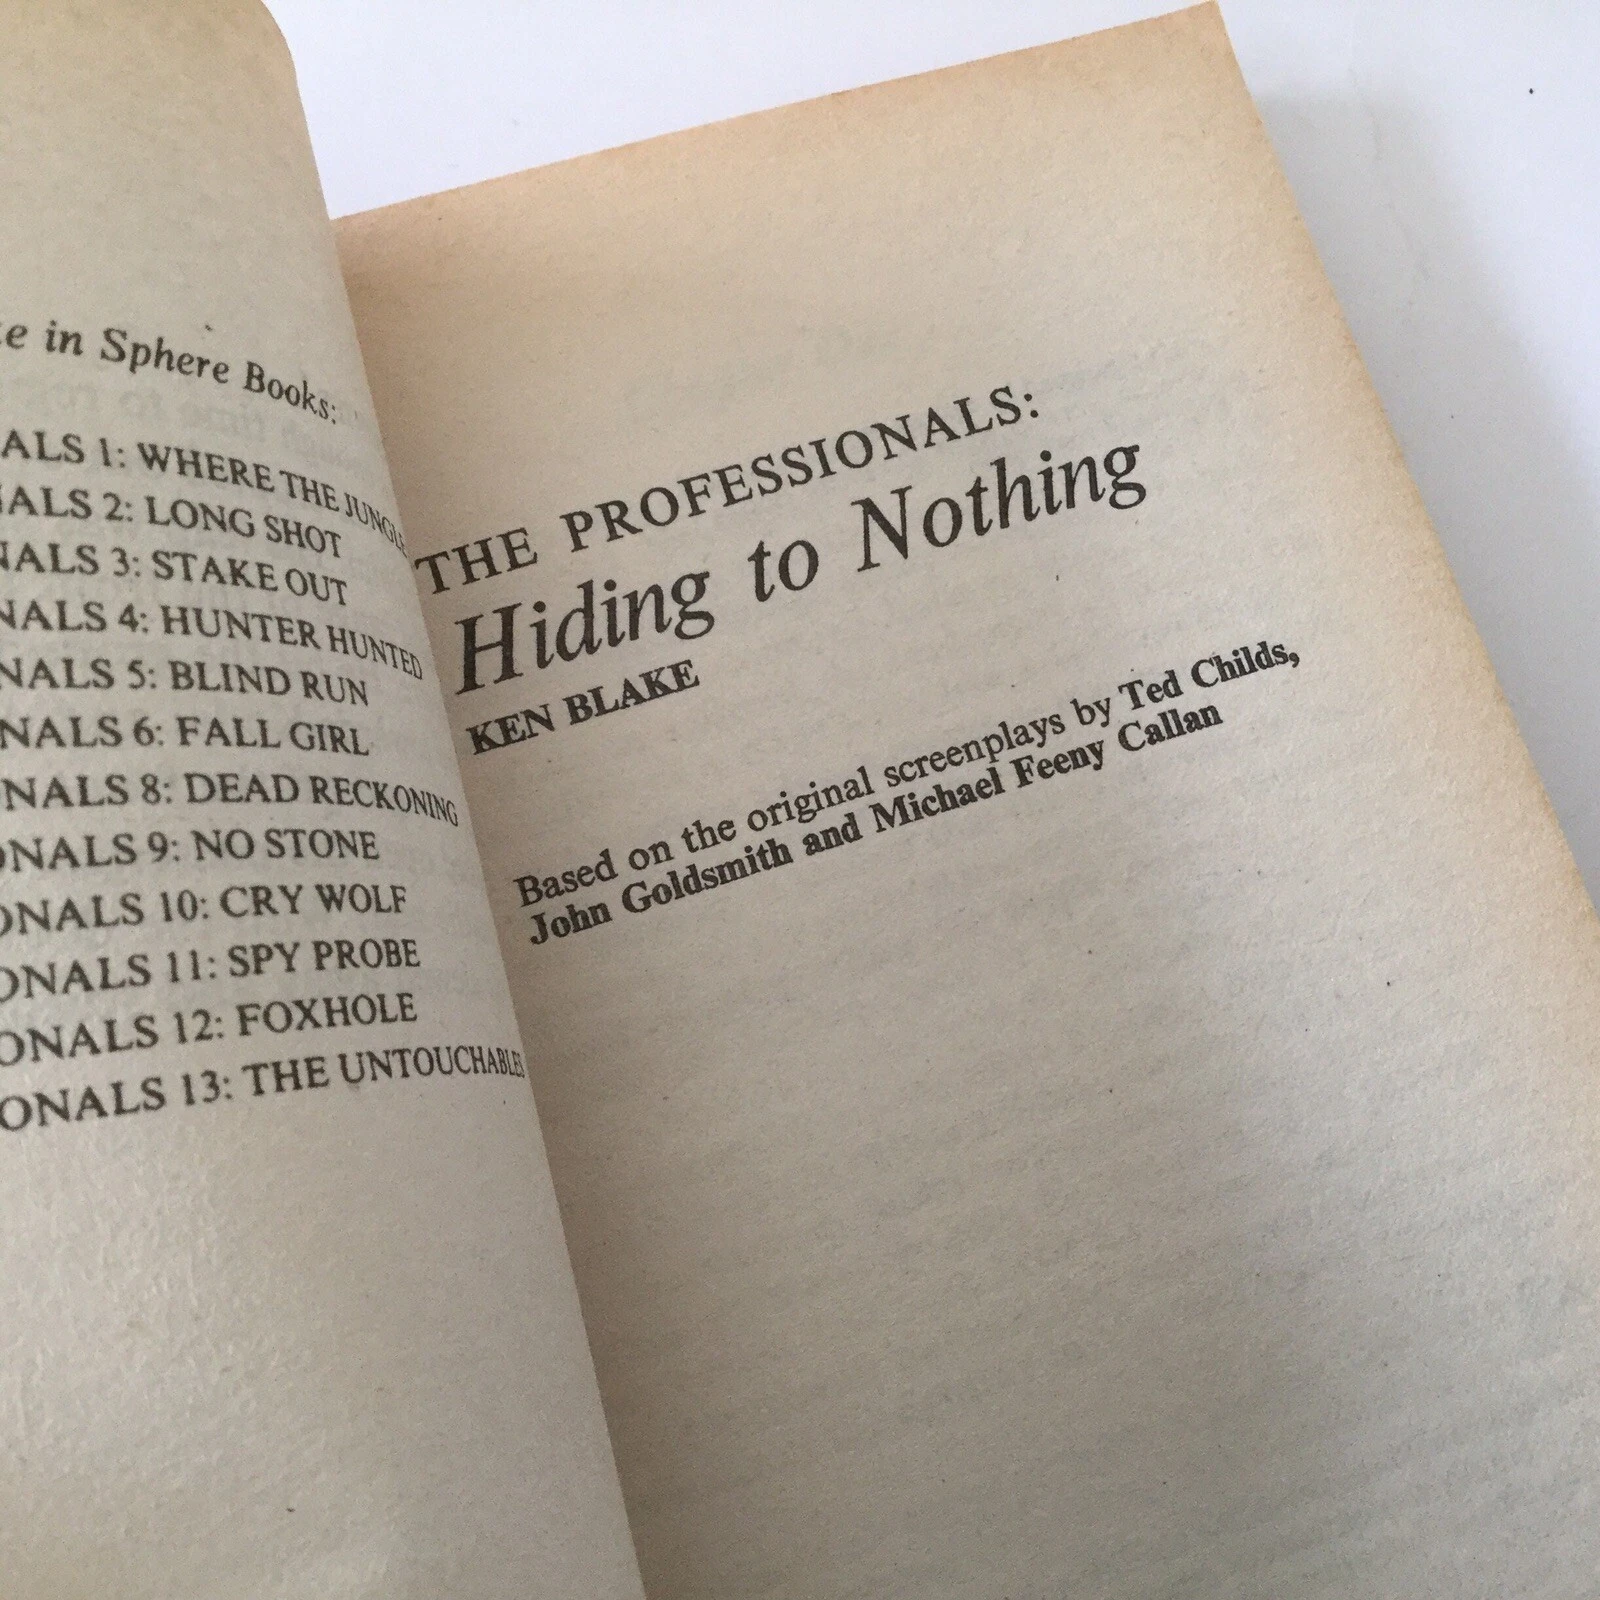 in Sphere Books:
ALS 1: WHERE THE JUNGLE
NALS 2: LONG SHOT
NALS 3: STAKE OUT
NALS 4: HUNTER HUNTED
NALS 5: BLIND RUN
NALS 6: FALL GIRL
NALS 8: DEAD RECKONING
ONALS 9: NO STONE
ONALS 10: CRY WOLF
ONALS 11: SPY PROBE
ONALS 12: FOXHOLE
ONALS 13: THE UNTOUCHABLES
THE PROFESSIONALS:
Hiding to Nothing
KEN BLAKE
Based on the original screenplays by Ted Childs,
John Goldsmith and Michael Feeny Callan